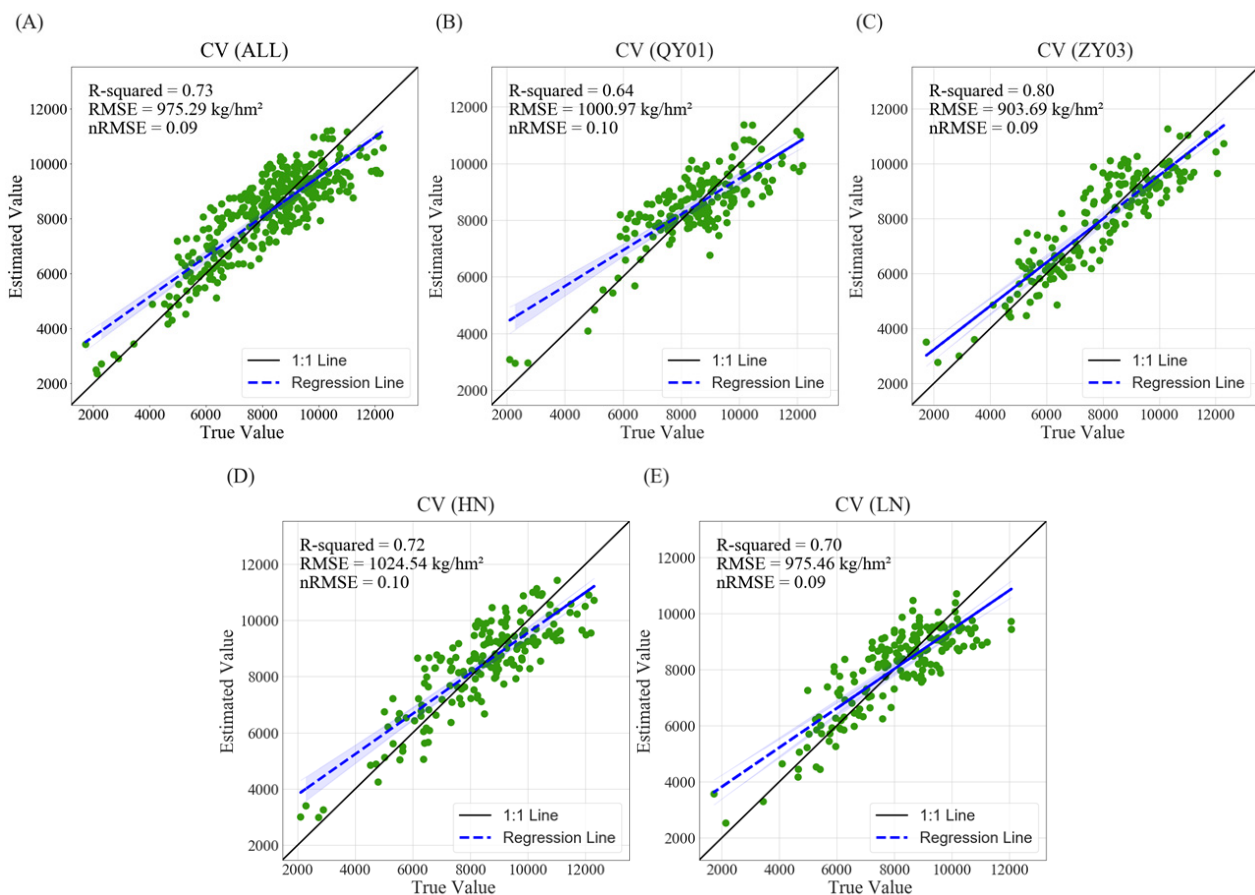 (A)
CV (ALL)
R-squared = 0.73
RMSE = 975.29 kg/hm²
nRMSE = 0.09
12000
10000
8000
6000
4000
2000
Estimated Value
1:1 Line
Regression Line
2000 4000 6000 8000 10000 12000
True Value
(B)
CV (QY01)
R-squared = 0.64
RMSE = 1000.97 kg/hm²
nRMSE = 0.10
12000
10000
8000
6000
4000
2000
Estimated Value
1:1 Line
Regression Line
2000 4000 6000 8000 10000 12000
True Value
(C)
CV (ZY03)
R-squared = 0.80
RMSE = 903.69 kg/hm²
nRMSE = 0.09
12000
10000
8000
6000
4000
2000
Estimated Value
1:1 Line
Regression Line
2000 4000 6000 8000 10000 12000
True Value
(D)
CV (HN)
R-squared = 0.72
RMSE = 1024.54 kg/hm²
nRMSE = 0.10
12000
10000
8000
6000
4000
2000
Estimated Value
1:1 Line
Regression Line
2000 4000 6000 8000 10000 12000
True Value
(E)
CV (LN)
R-squared = 0.70
RMSE = 975.46 kg/hm²
nRMSE = 0.09
12000
10000
8000
6000
4000
2000
Estimated Value
1:1 Line
Regression Line
2000 4000 6000 8000 10000 12000
True Value